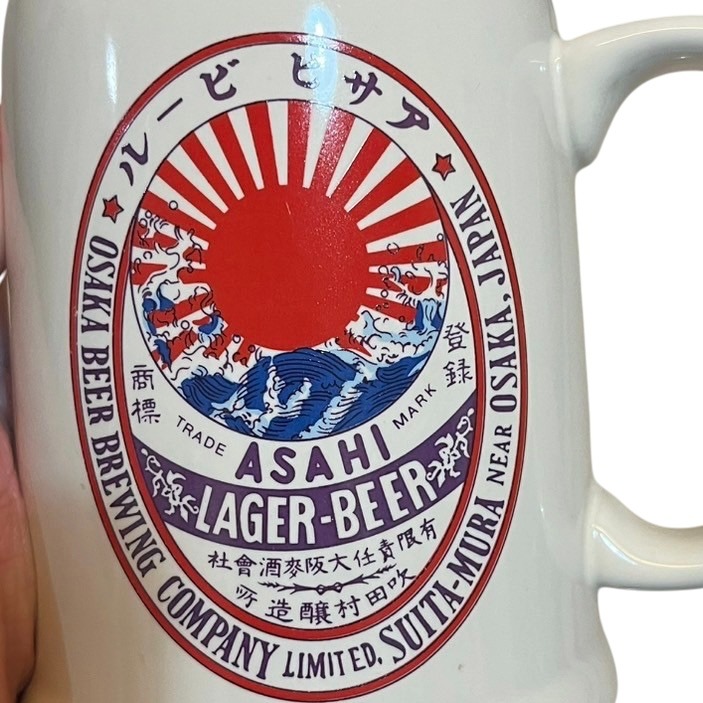 アサヒビール
OSAKA BEER BREWING COMPANY LIMITED, SUITA-MURA NEAR OSAKA, JAPAN
登録
商標
TRADE MARK
ASAHI
LAGER-BEER
有限責任大阪麥酒會社
吹田村釀造所